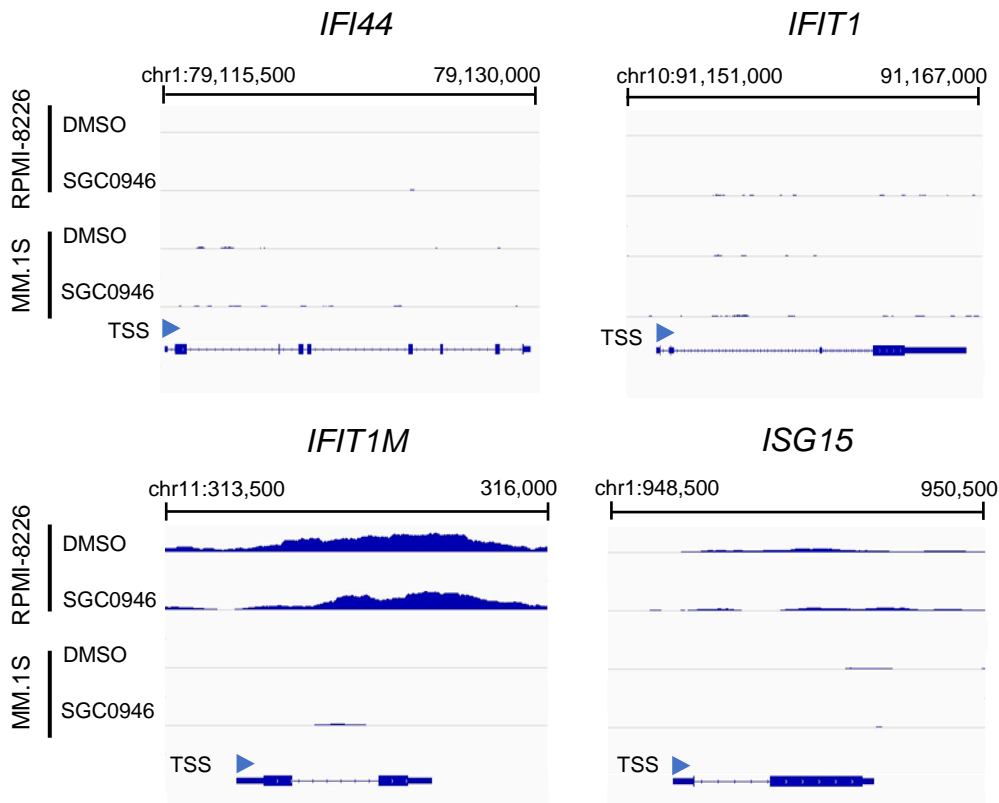 IFI44
chr1:79,115,500 79,130,000
RPMI-8226
DMSO
SGC0946
MM.1S
DMSO
SGC0946
TSS
IFIT1
chr10:91,151,000 91,167,000
TSS
IFIT1M
chr11:313,500 316,000
RPMI-8226
DMSO
SGC0946
MM.1S
DMSO
SGC0946
TSS
ISG15
chr1:948,500 950,500
TSS